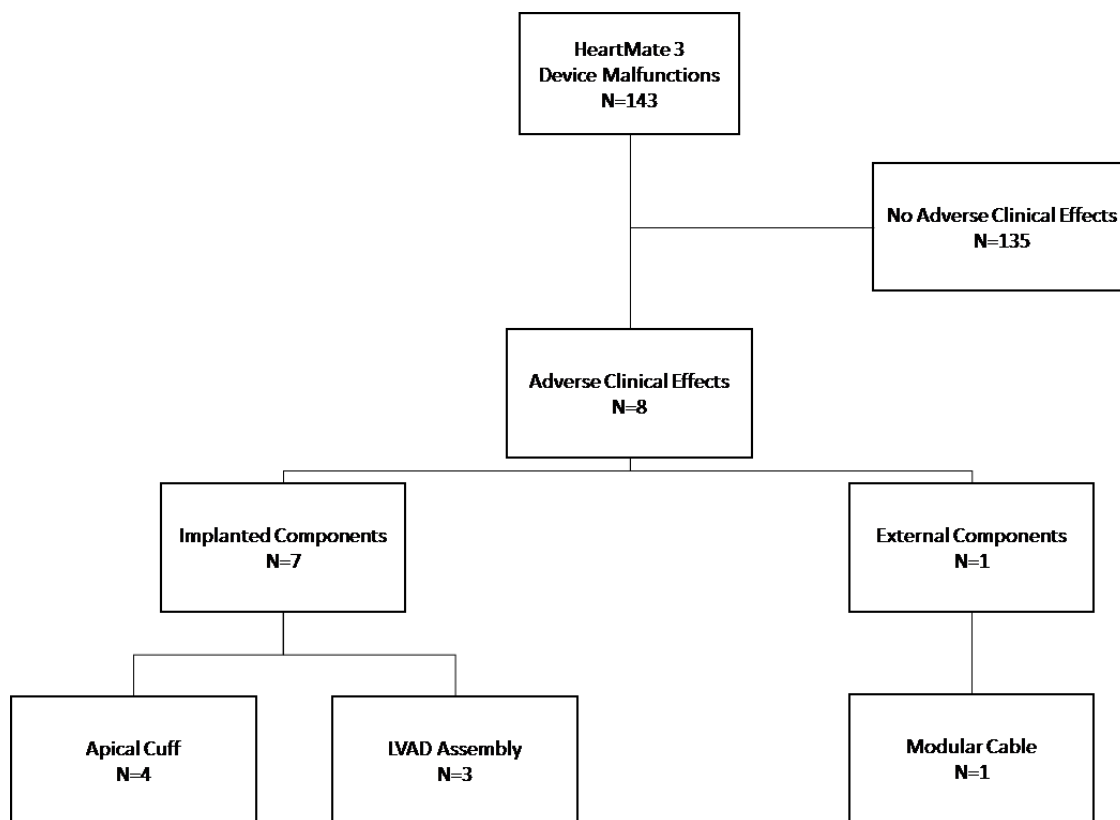 HeartMate 3
Device Malfunctions
N=143
No Adverse Clinical Effects
N=135
Adverse Clinical Effects
N=8
Implanted Components
N=7
External Components
N=1
Apical Cuff
N=4
LVAD Assembly
N=3
Modular Cable
N=1